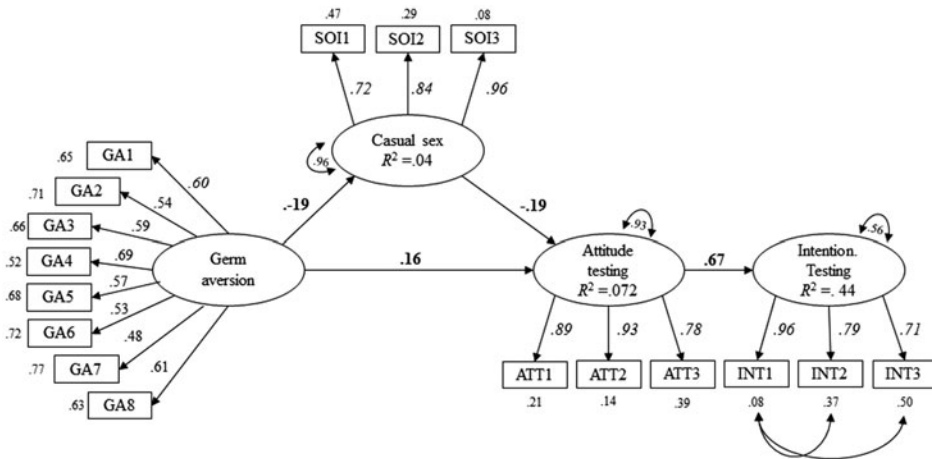 .47 .29 .08
SOI1 SOI2 SOI3
.72 .84 .96
Casual sex
R² =.04
.96
.65 GA1 .60
.71 GA2 .54
.66 GA3 .59
.52 GA4 .69
.68 GA5 .57
.72 GA6 .53
.77 GA7 .48
.63 GA8 .61
Germ
aversion
.-19
-.19
.16
.93
Attitude
testing
R² =.072
.67
.56
Intention.
Testing
R² =. 44
.89 .93 .78
.96 .79 .71
ATT1 ATT2 ATT3
INT1 INT2 INT3
.21 .14 .39
.08 .37 .50